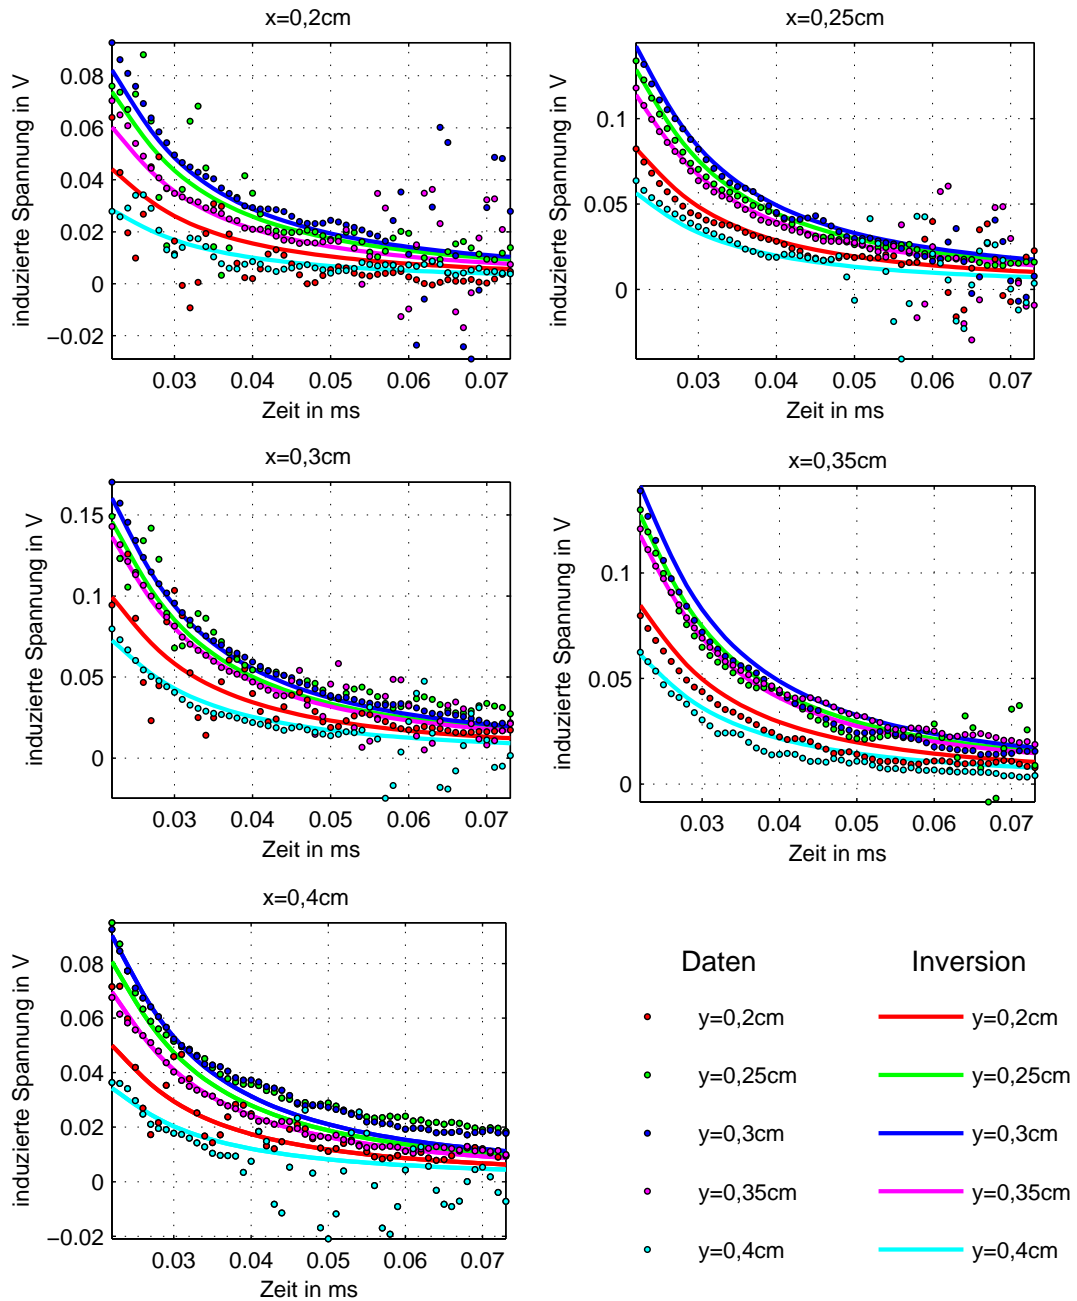 x=0,2cm
x=0,25cm
induzierte Spannung in V
0.08
0.06
0.04
0.02
0
−0.02
0.03 0.04 0.05 0.06 0.07
Zeit in ms
induzierte Spannung in V
0.1
0.05
0
0.03 0.04 0.05 0.06 0.07
Zeit in ms
x=0,3cm
x=0,35cm
induzierte Spannung in V
0.15
0.1
0.05
0
0.03 0.04 0.05 0.06 0.07
Zeit in ms
induzierte Spannung in V
0.1
0.05
0
0.03 0.04 0.05 0.06 0.07
Zeit in ms
x=0,4cm
induzierte Spannung in V
0.08
0.06
0.04
0.02
0
−0.02
0.03 0.04 0.05 0.06 0.07
Zeit in ms
Daten Inversion
y=0,2cm y=0,2cm
y=0,25cm y=0,25cm
y=0,3cm y=0,3cm
y=0,35cm y=0,35cm
y=0,4cm y=0,4cm